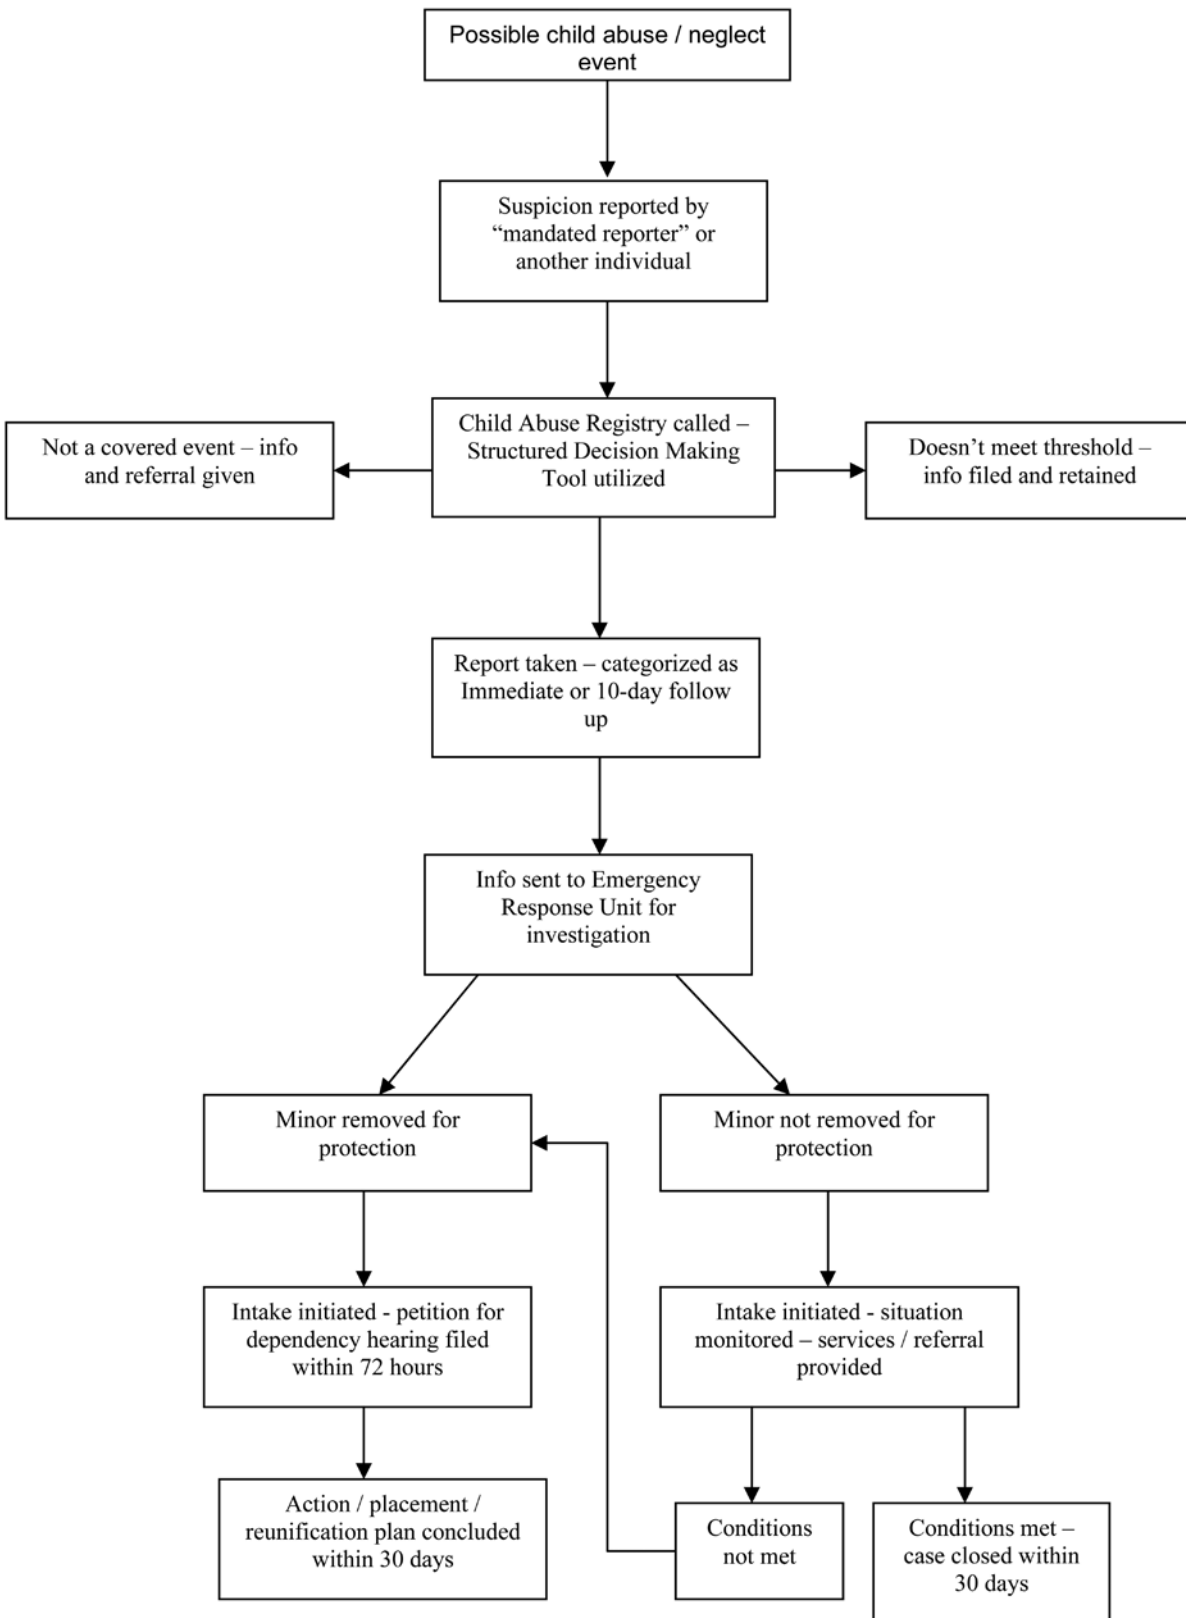 Possible child abuse / neglect
event
Suspicion reported by
“mandated reporter” or
another individual
Not a covered event – info
and referral given
Child Abuse Registry called –
Structured Decision Making
Tool utilized
Doesn’t meet threshold –
info filed and retained
Report taken – categorized as
Immediate or 10-day follow
up
Info sent to Emergency
Response Unit for
investigation
Minor removed for
protection
Minor not removed for
protection
Intake initiated - petition for
dependency hearing filed
within 72 hours
Intake initiated - situation
monitored – services / referral
provided
Action / placement /
reunification plan concluded
within 30 days
Conditions
not met
Conditions met –
case closed within
30 days